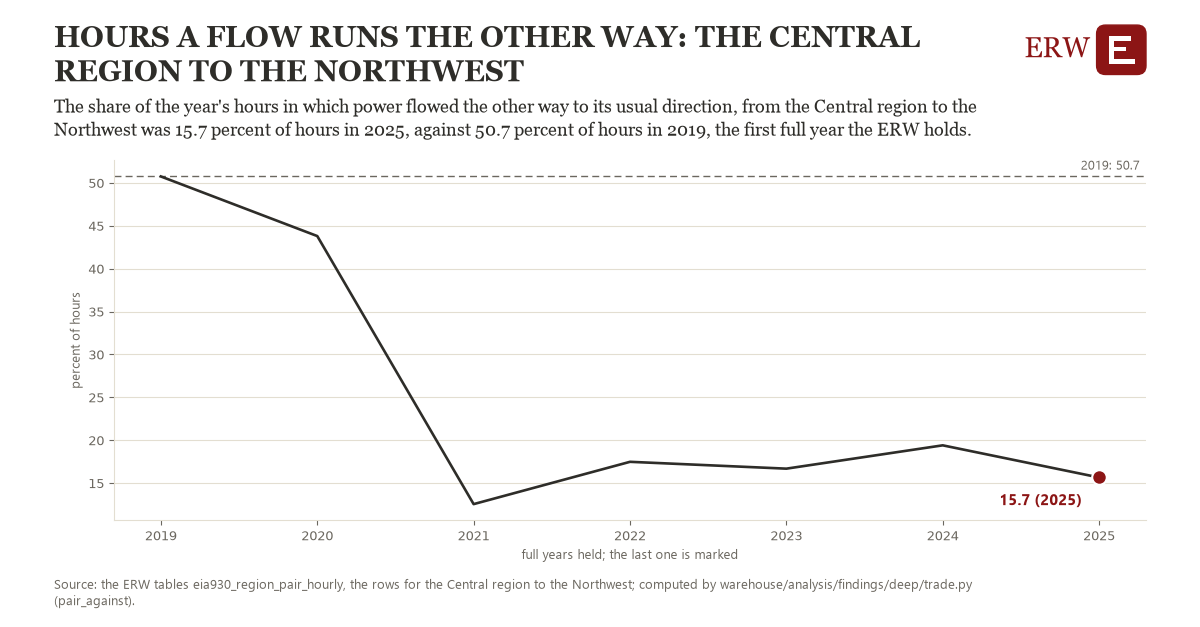 HOURS A FLOW RUNS THE OTHER WAY: THE CENTRAL
REGION TO THE NORTHWEST
ERW E
The share of the year's hours in which power flowed the other way to its usual direction, from the Central region to the
Northwest was 15.7 percent of hours in 2025, against 50.7 percent of hours in 2019, the first full year the ERW holds.
2019: 50.7
50
45
40
35
30
25
20
15
percent of hours
15.7 (2025)
2019 2020 2021 2022 2023 2024 2025
full years held; the last one is marked
Source: the ERW tables eia930_region_pair_hourly, the rows for the Central region to the Northwest; computed by warehouse/analysis/findings/deep/trade.py
(pair_against).